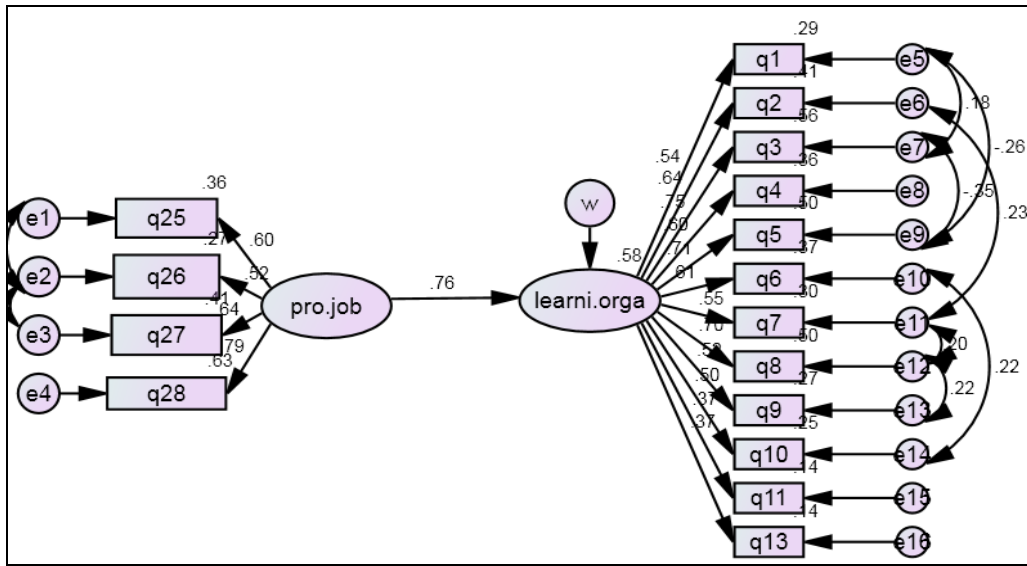 .29
q1
e5
.41
q2
e6
.18
.56
q3
e7
-.26
.54
.36
q4
e8
-.35
.64
.36
q25
e1
.75
.50
q5
e9
.23
.60
w
.60
.71
.58
.37
q6
e10
.27
q26
e2
.52
.61
.76
pro.job
learni.orga
.55
.30
q7
e11
.41
q27
e3
.64
.70
.50
q8
e12
.20
.79
.63
q28
e4
.50
.27
q9
e13
.22
.22
.37
.25
q10
e14
.37
.14
q11
e15
.14
q13
e16